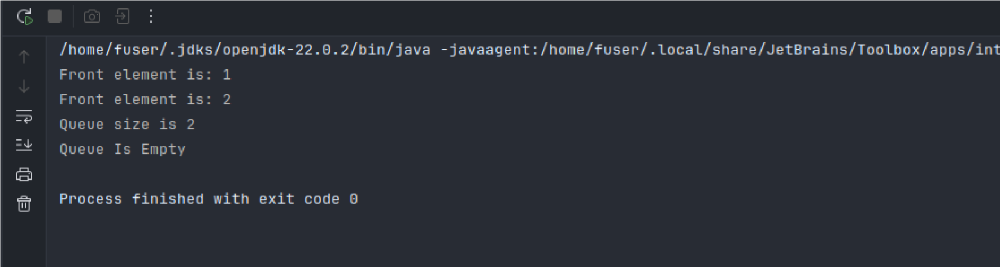 /home/fuser/.jdks/openjdk-22.0.2/bin/java -javaagent:/home/fuser/.local/share/JetBrains/Toolbox/apps/int
Front element is: 1
Front element is: 2
Queue size is 2
Queue Is Empty
Process finished with exit code 0